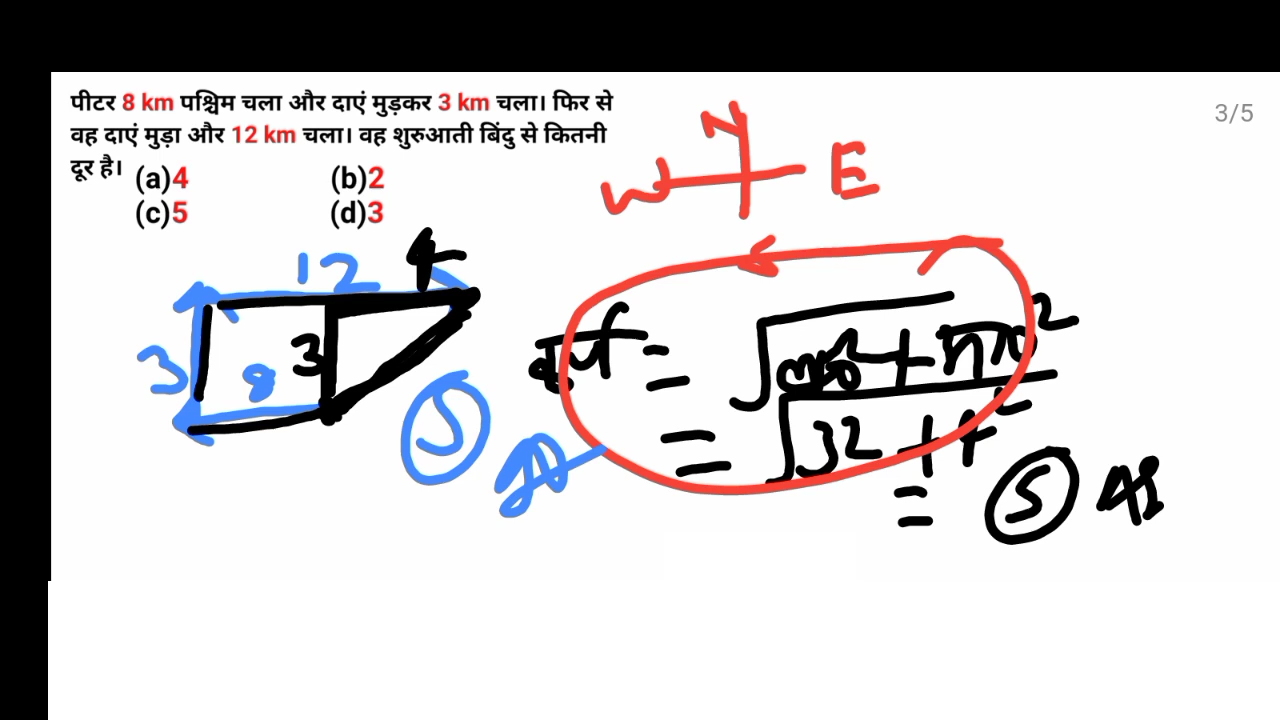 पीटर 8 km पश्चिम चला और दाएं मुड़कर 3 km चला। फिर से
वह दाएं मुड़ा और 12 km चला। वह शुरुआती बिंदु से कितनी
दूर है।
(a)4 (b)2
(c)5 (d)3
3/5
N
W E
12 4
3 8 3
5
कर्ण =
= √32 + 42
= 5